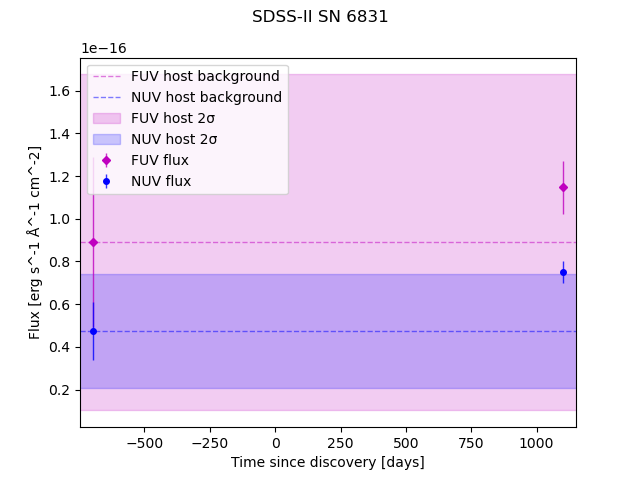 SDSS-II SN 6831
1e−16
FUV host background
NUV host background
FUV host 2σ
NUV host 2σ
FUV flux
NUV flux
1.6
1.4
1.2
1.0
0.8
0.6
0.4
0.2
Flux [erg s^-1 Å^-1 cm^-2]
−500 −250 0 250 500 750 1000
Time since discovery [days]